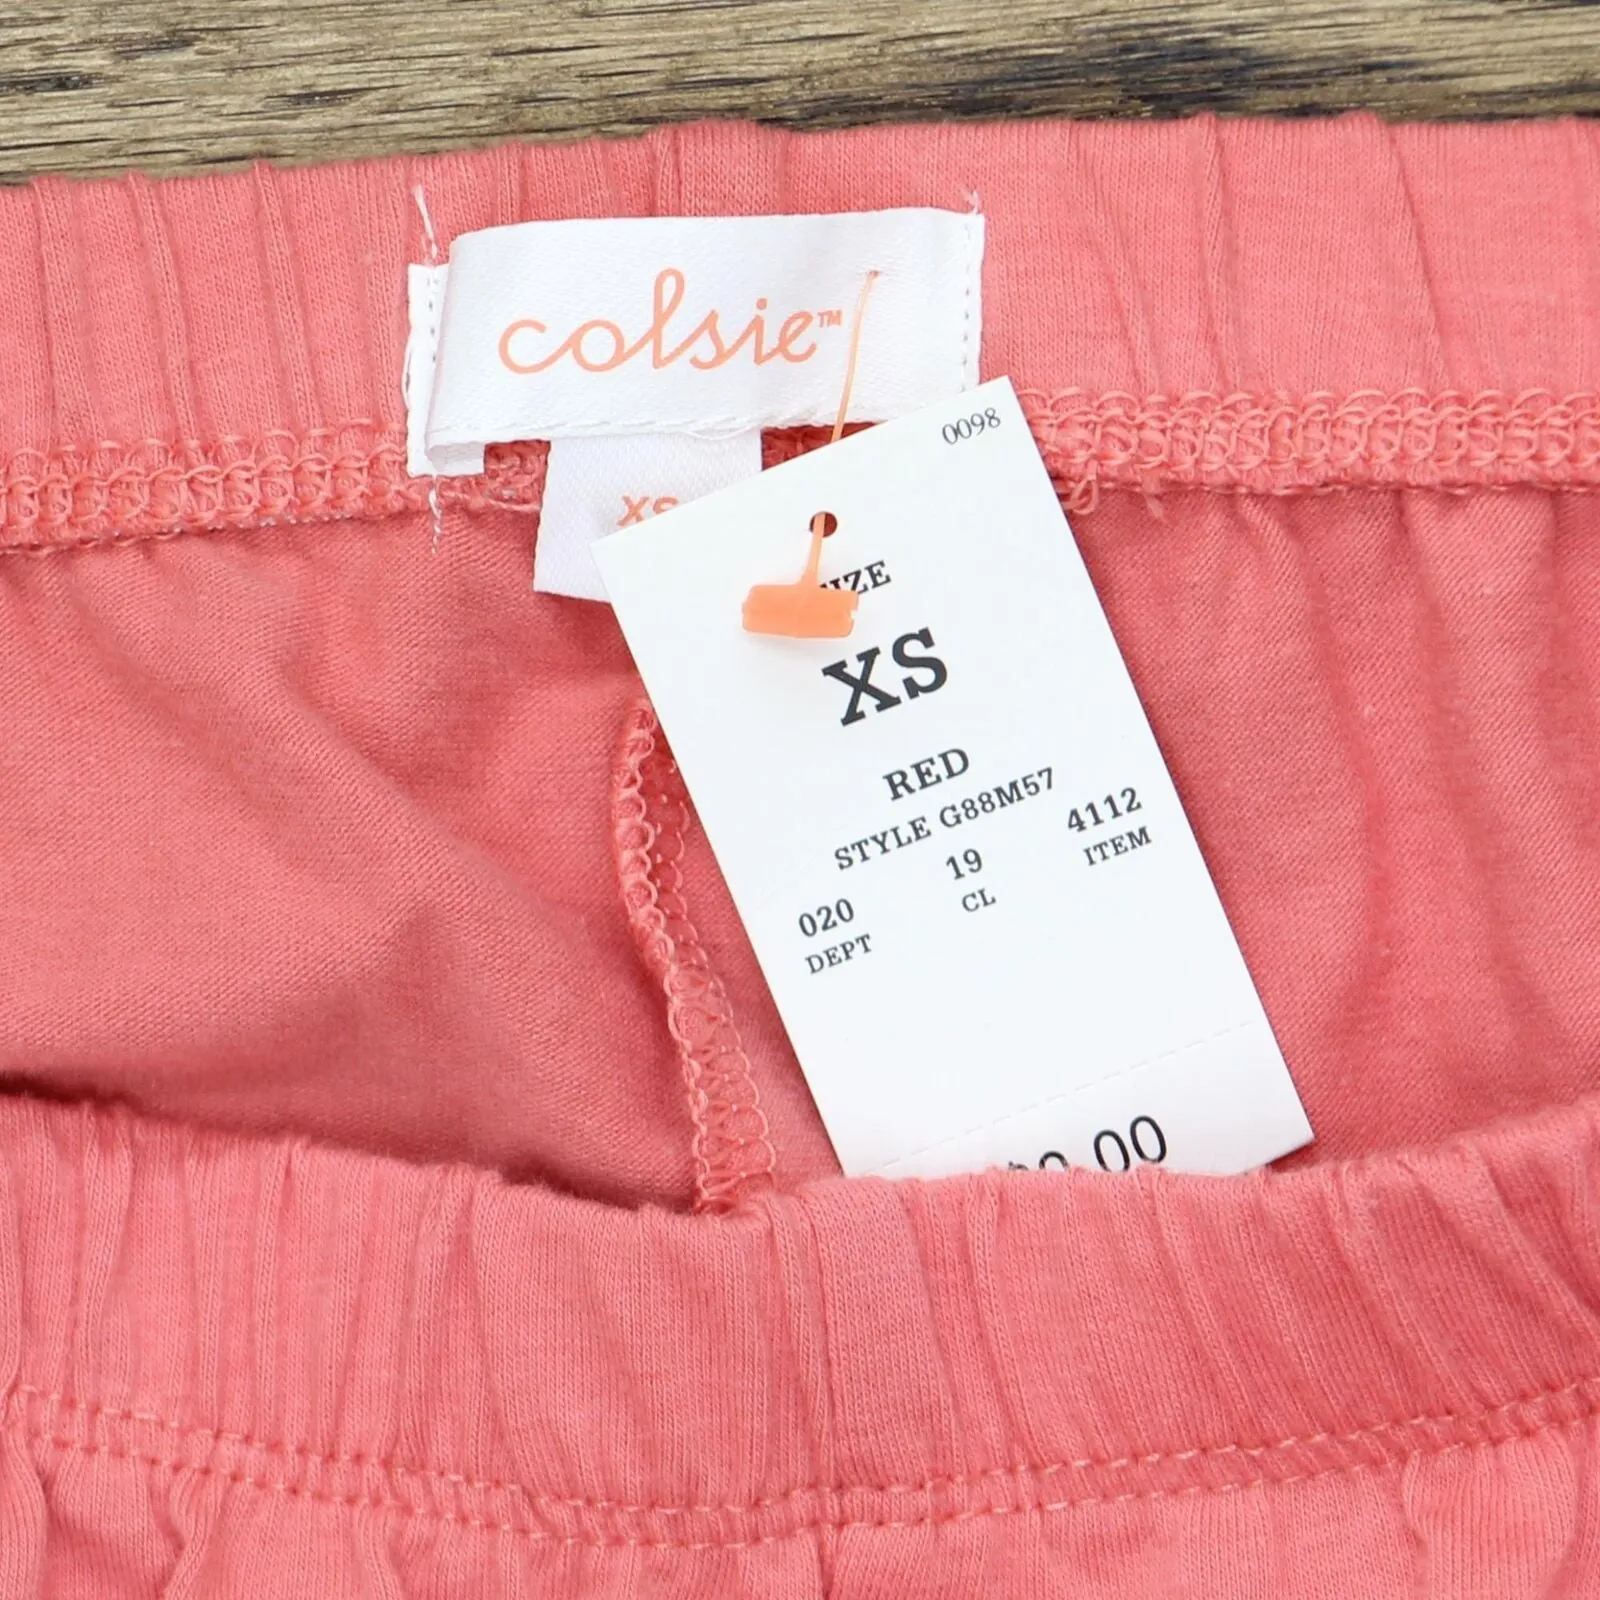 colsie™
XS
0098
XS
RED
STYLE G88M57
020 19 4112
DEPT CL ITEM